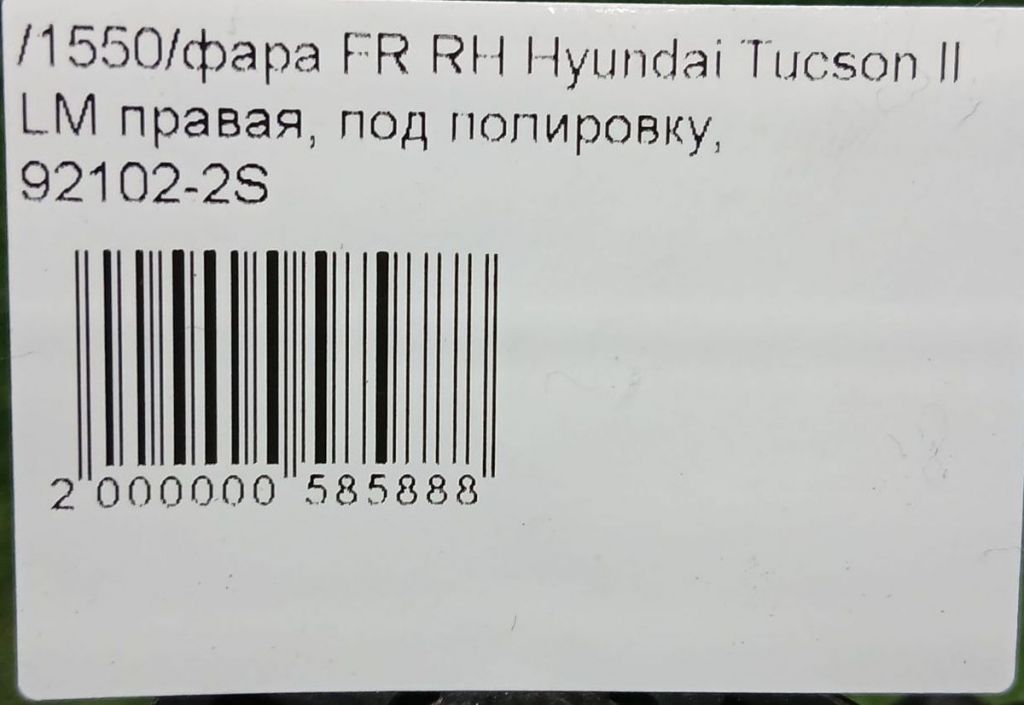 /1550/фара FR RH Hyundai Tucson II
LM правая, под полировку,
92102-2S
2 000000 585888